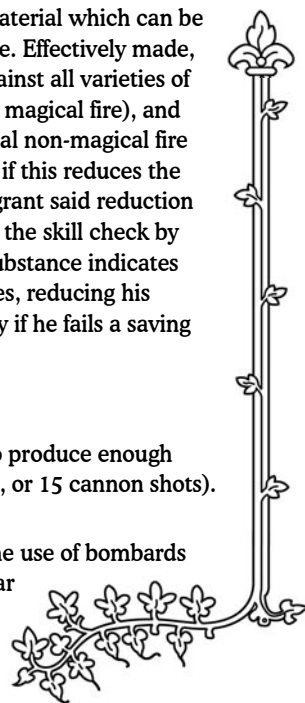 aterial which can be
e. Effectively made,
ainst all varieties of
magical fire), and
al non-magical fire
if this reduces the
grant said reduction
the skill check by
ubstance indicates
es, reducing his
y if he fails a saving
o produce enough
, or 15 cannon shots).
he use of bombards
ar